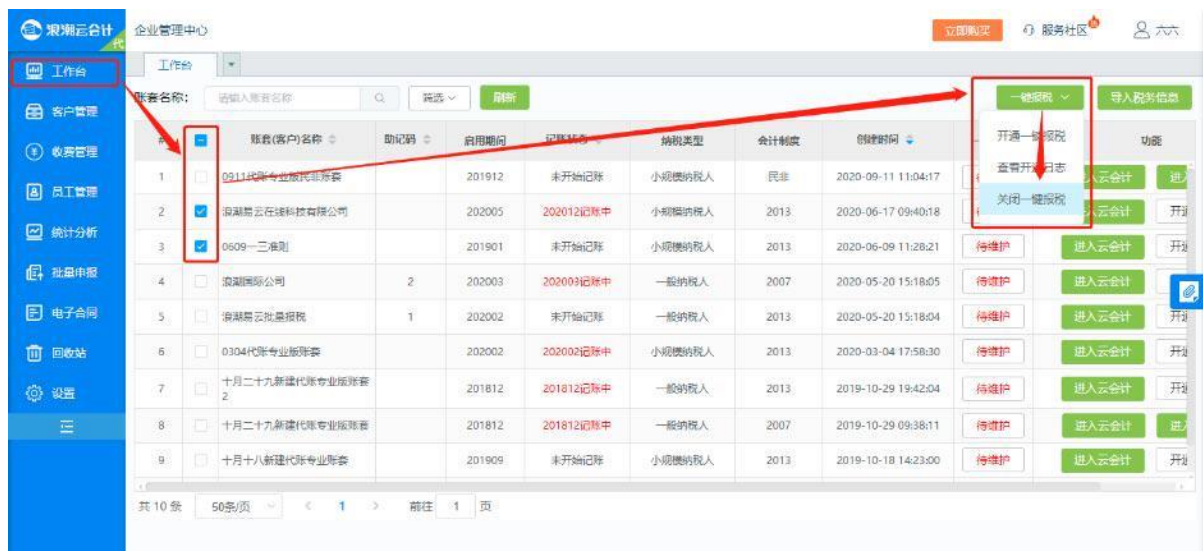 浪潮云会计 代 企业管理中心 立即购买 服务社区 六六
工作台
客户管理
收费管理
员工管理
统计分析
批量申报
电子合同
回收站
设置
工作台
账套名称: 请输入账套名称 筛选 刷新 一键报税 导入税务信息
开通一键报税
查看开通日志
关闭一键报税
# 账套(客户)名称 助记码 启用期间 记账状态 纳税类型 会计制度 创建时间 功能
1 0911代账专业版民非账套 201912 未开始记账 小规模纳税人 民非 2020-09-11 11:04:17 进入云会计 进入
2 浪潮易云在线科技有限公司 202005 202012记账中 小规模纳税人 2013 2020-06-17 09:40:18 进入云会计 开通
3 0609一三准则 201901 未开始记账 小规模纳税人 2013 2020-06-09 11:28:21 待维护 进入云会计 开通
4 浪潮国际公司 2 202003 202003记账中 一般纳税人 2007 2020-05-20 15:18:05 待维护 进入云会计
5 浪潮易云批量报税 1 202002 未开始记账 一般纳税人 2013 2020-05-20 15:18:04 待维护 进入云会计 开通
6 0304代账专业版账套 202002 202002记账中 小规模纳税人 2013 2020-03-04 17:58:30 待维护 进入云会计 开通
7 十月二十九新建代账专业版账套2 201812 201812记账中 一般纳税人 2013 2019-10-29 19:42:04 待维护 进入云会计 开通
8 十月二十九新建代账专业版账套 201812 201812记账中 一般纳税人 2007 2019-10-29 09:38:11 待维护 进入云会计 进入
9 十月十八新建代账专业账套 201909 未开始记账 小规模纳税人 2013 2019-10-18 14:23:00 待维护 进入云会计 开通
共 10 条 50条/页 1 前往 1 页